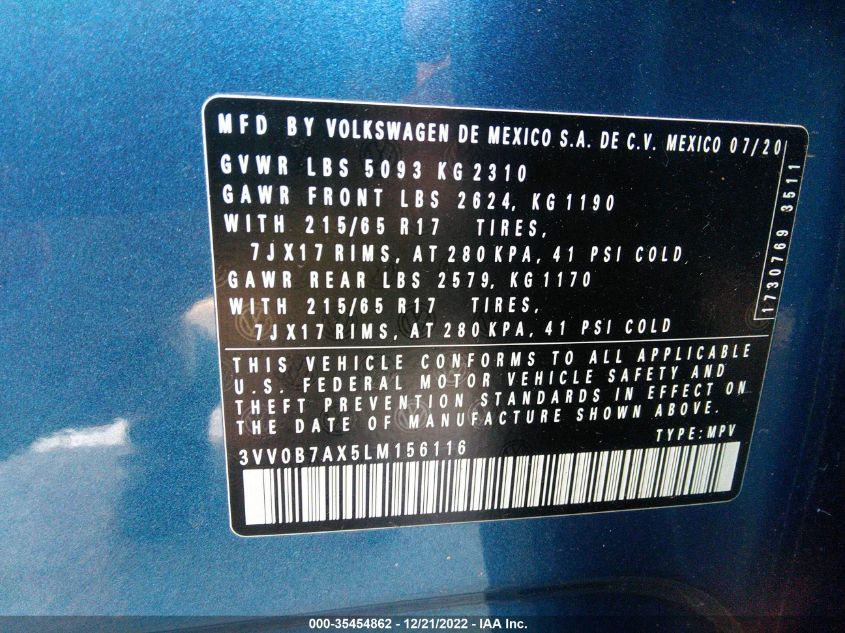 MFD BY VOLKSWAGEN DE MEXICO S.A. DE C.V. MEXICO 07/20
GVWR LBS 5093 KG 2310
GAWR FRONT LBS 2624, KG 1190
WITH 215/65 R17 TIRES,
7JX17 RIMS, AT 280 KPA, 41 PSI COLD
GAWR REAR LBS 2579, KG 1170
WITH 215/65 R17 TIRES,
7JX17 RIMS, AT 280 KPA, 41 PSI COLD
1730769 3511
THIS VEHICLE CONFORMS TO ALL APPLICABLE
U.S. FEDERAL MOTOR VEHICLE SAFETY AND
THEFT PREVENTION STANDARDS IN EFFECT ON
THE DATE OF MANUFACTURE SHOWN ABOVE.
TYPE: MPV
3VV0B7AX5LM156116
000-35454862 - 12/21/2022 - IAA Inc.